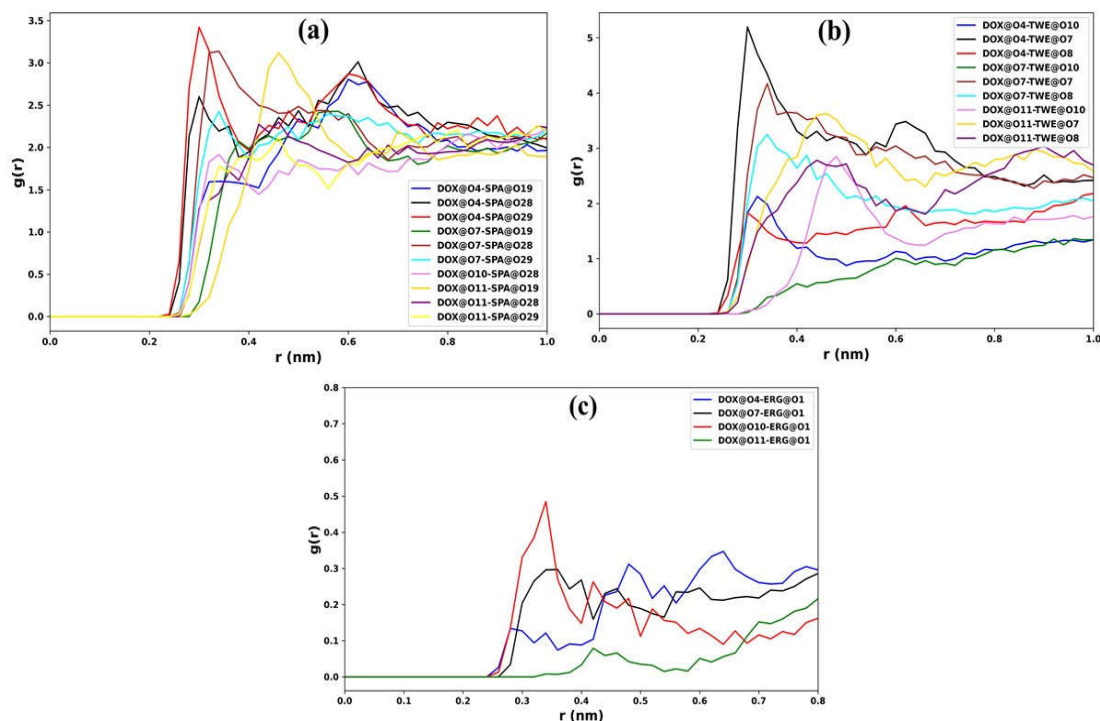 (a)
3.5
3.0
2.5
2.0
1.5
1.0
0.5
0.0
g(r)
DOX@O4-SPA@O19
DOX@O4-SPA@O28
DOX@O4-SPA@O29
DOX@O7-SPA@O19
DOX@O7-SPA@O28
DOX@O7-SPA@O29
DOX@O10-SPA@O28
DOX@O11-SPA@O19
DOX@O11-SPA@O28
DOX@O11-SPA@O29
0.0 0.2 0.4 0.6 0.8 1.0
r (nm)
(b)
5
4
3
2
1
0
g(r)
DOX@O4-TWE@O10
DOX@O4-TWE@O7
DOX@O4-TWE@O8
DOX@O7-TWE@O10
DOX@O7-TWE@O7
DOX@O7-TWE@O8
DOX@O11-TWE@O10
DOX@O11-TWE@O7
DOX@O11-TWE@O8
0.0 0.2 0.4 0.6 0.8 1.0
r (nm)
(c)
0.8
0.7
0.6
0.5
0.4
0.3
0.2
0.1
0.0
g(r)
DOX@O4-ERG@O1
DOX@O7-ERG@O1
DOX@O10-ERG@O1
DOX@O11-ERG@O1
0.0 0.1 0.2 0.3 0.4 0.5 0.6 0.7 0.8
r (nm)